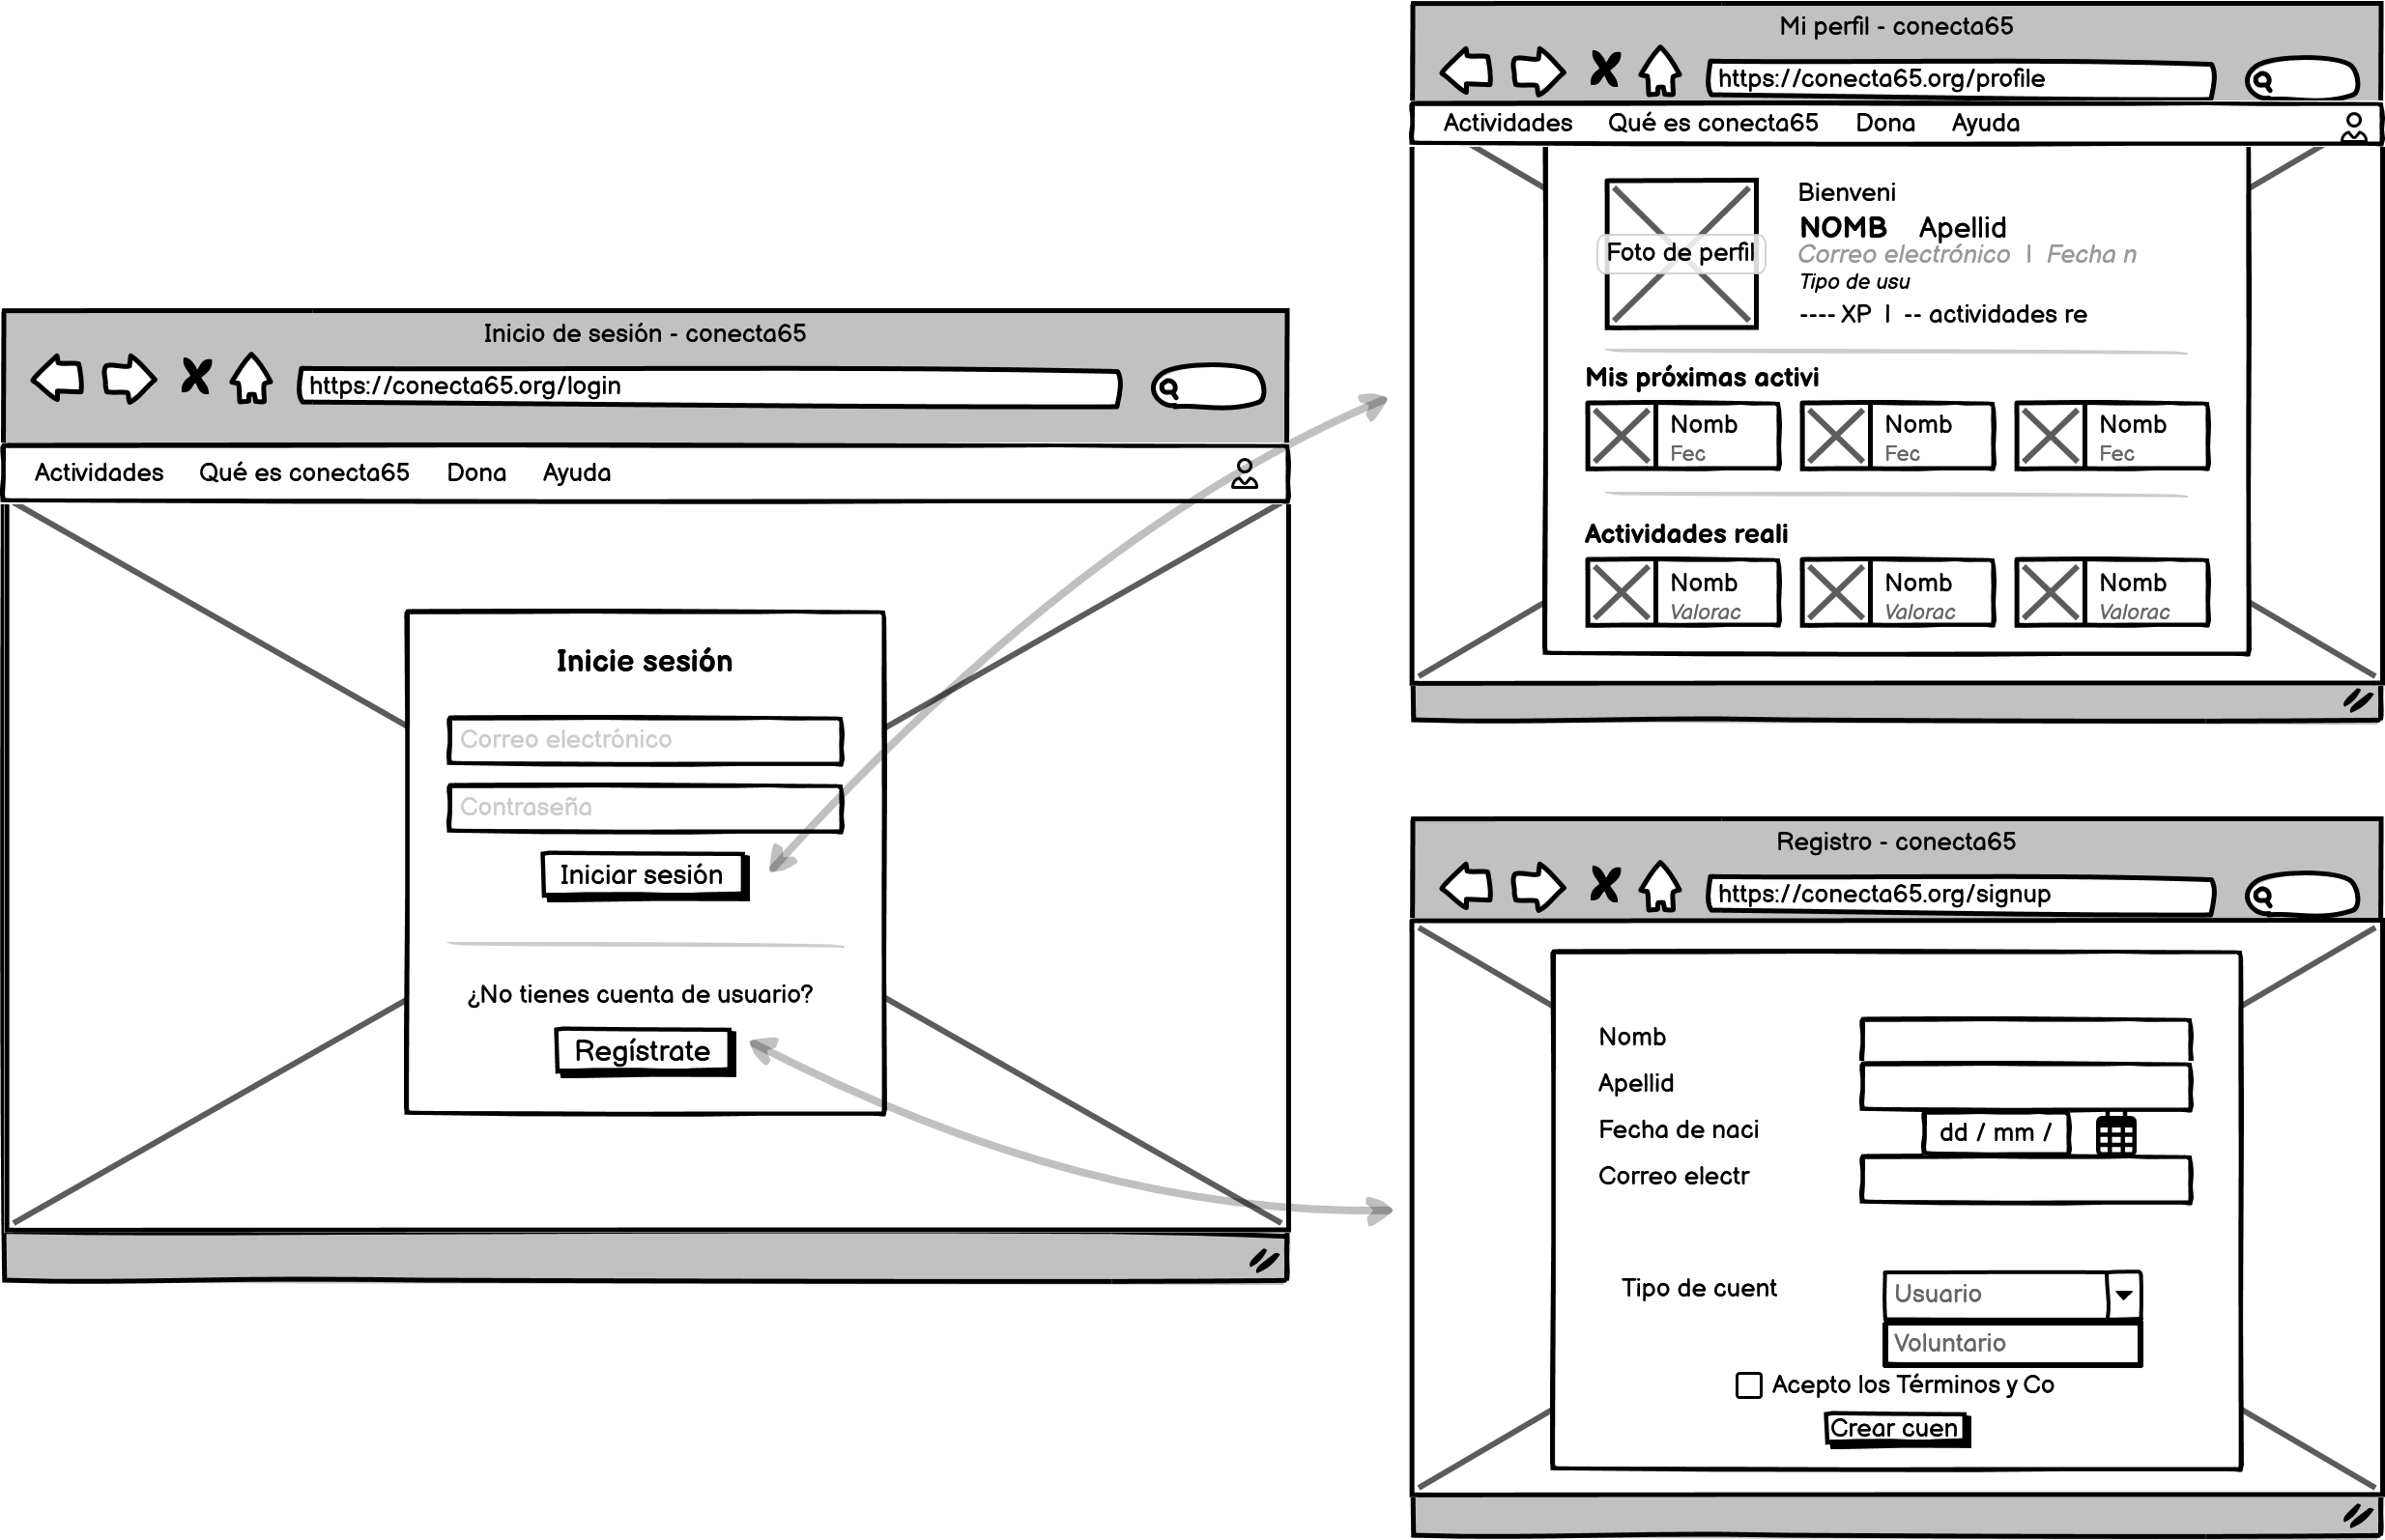 Inicio de sesión - conecta65
https://conecta65.org/login
Actividades Qué es conecta65 Dona Ayuda
Inicie sesión
Correo electrónico
Contraseña
Iniciar sesión
¿No tienes cuenta de usuario?
Regístrate
Mi perfil - conecta65
https://conecta65.org/profile
Actividades Qué es conecta65 Dona Ayuda
Foto de perfil
Bienveni
NOMB Apellid
Correo electrónico | Fecha n
Tipo de usu
---- XP | -- actividades re
Mis próximas activi
Nomb Nomb Nomb
Fec Fec Fec
Actividades reali
Nomb Nomb Nomb
Valorac Valorac Valorac
Registro - conecta65
https://conecta65.org/signup
Nomb
Apellid
Fecha de naci dd / mm /
Correo electr
Tipo de cuent Usuario
Voluntario
Acepto los Términos y Co
Crear cuen